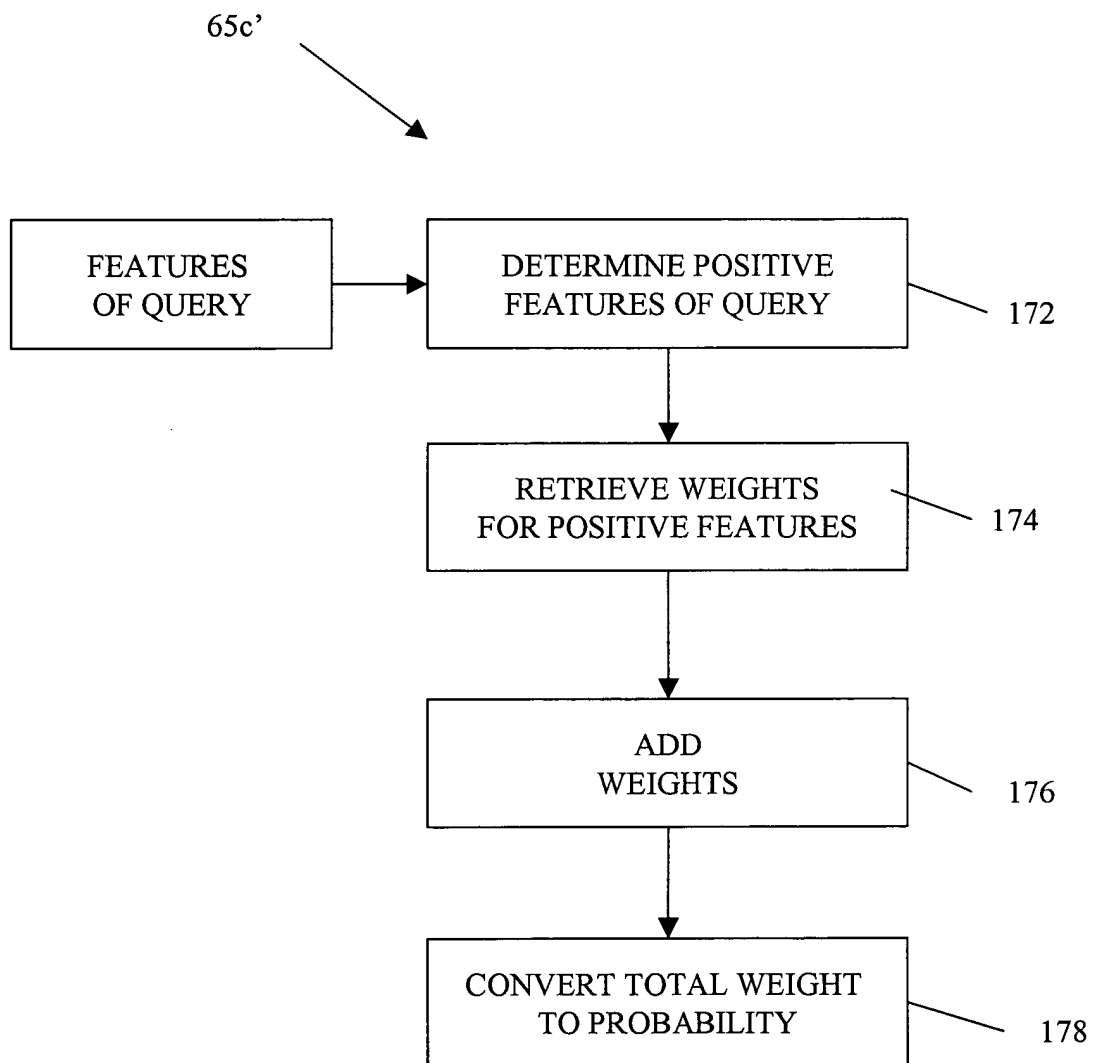 65c’
FEATURES
OF QUERY
DETERMINE POSITIVE
FEATURES OF QUERY
172
RETRIEVE WEIGHTS
FOR POSITIVE FEATURES
174
ADD
WEIGHTS
176
CONVERT TOTAL WEIGHT
TO PROBABILITY
178